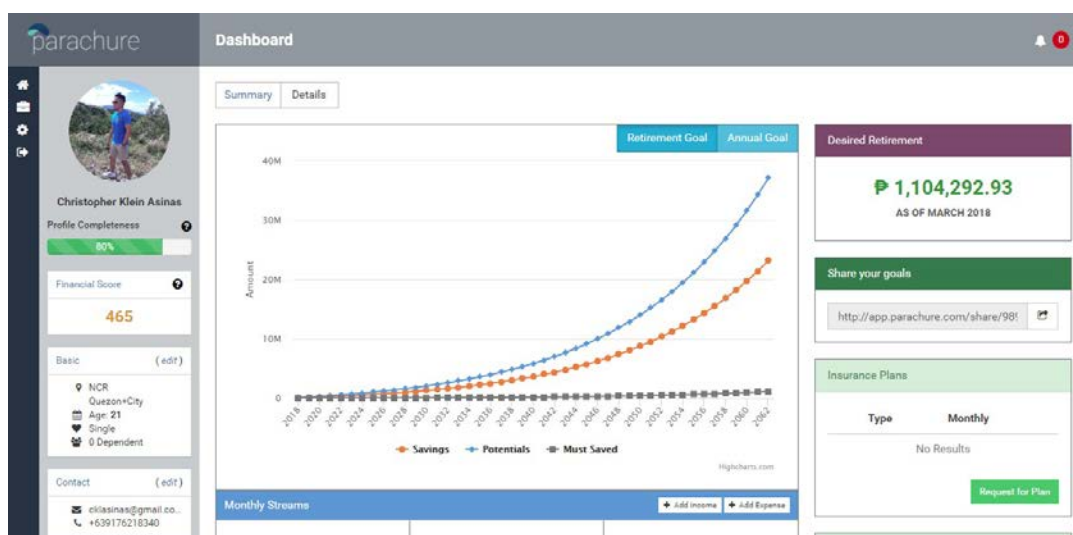 parachure
Dashboard
0
Summary
Details
Christopher Klein Asinas
Profile Completeness
80%
Financial Score
465
Basic
(edit)
NCR
Quezon+City
Age: 21
Single
0 Dependent
Contact
(edit)
cklasinas@gmail.co...
+639176218340
Retirement Goal
Annual Goal
Amount
40M
30M
20M
10M
0
2018 2020 2022 2024 2026 2028 2030 2032 2034 2036 2038 2040 2042 2044 2046 2048 2050 2052 2054 2056 2058 2060 2062
Savings
Potentials
Must Saved
Highcharts.com
Monthly Streams
+ Add Income
+ Add Expense
Desired Retirement
₱ 1,104,292.93
AS OF MARCH 2018
Share your goals
http://app.parachure.com/share/989
Insurance Plans
Type
Monthly
No Results
Request for Plan